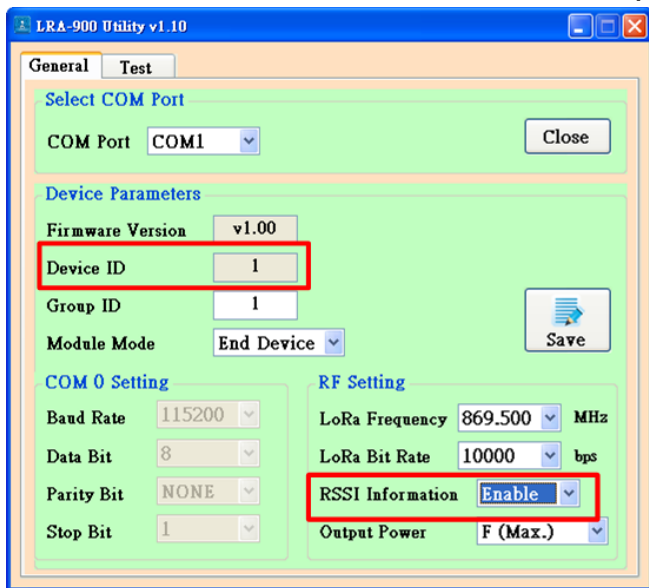 LRA-900 Utility v1.10
General Test
Select COM Port
COM Port COM1 Close
Device Parameters
Firmware Version v1.00
Device ID 1
Group ID 1
Module Mode End Device Save
COM 0 Setting RF Setting
Baud Rate 115200 LoRa Frequency 869.500 MHz
Data Bit 8 LoRa Bit Rate 10000 bps
Parity Bit NONE RSSI Information Enable
Stop Bit 1 Output Power F (Max.)